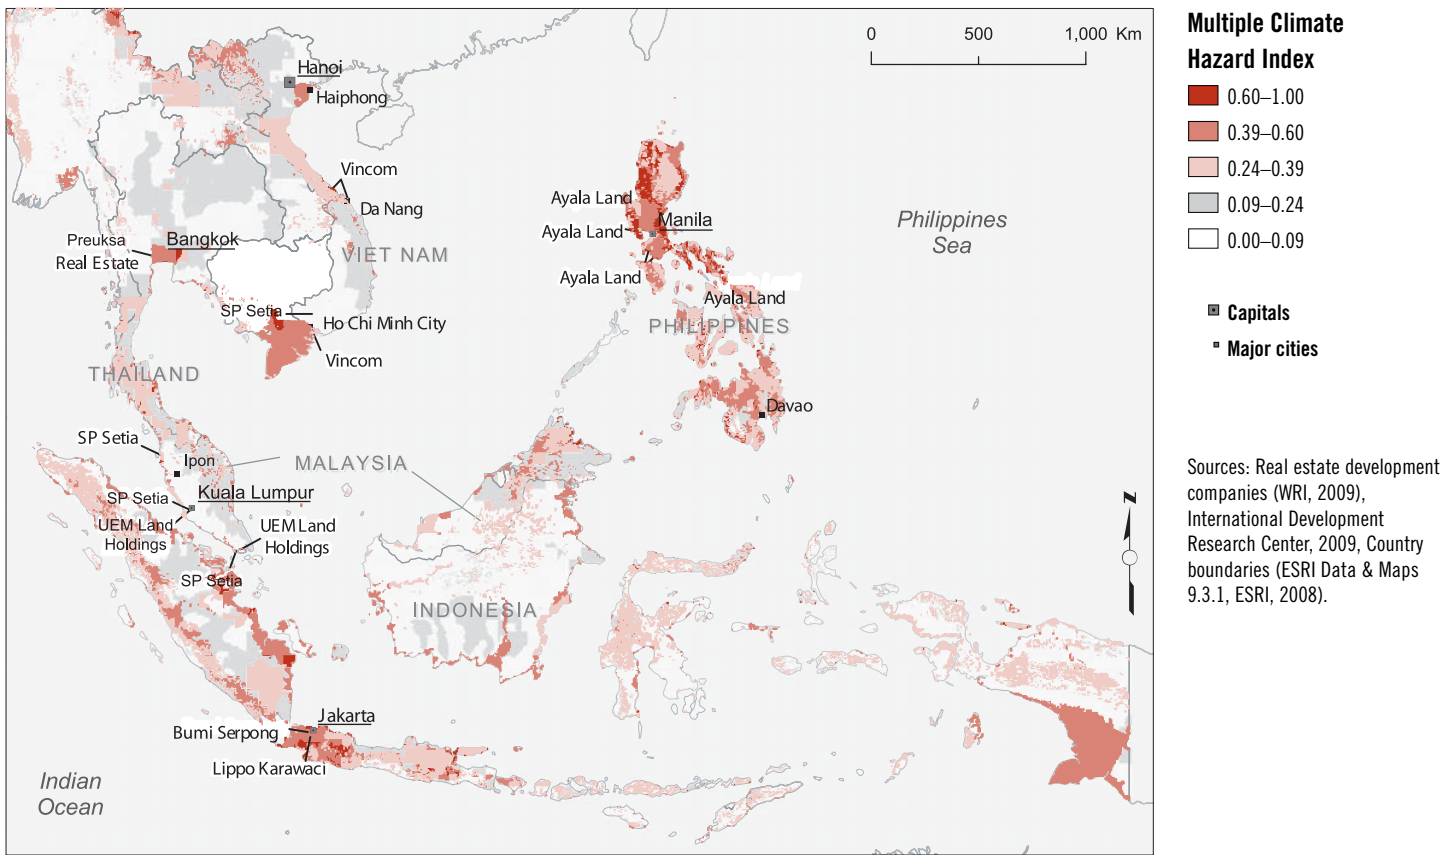 0 500 1,000 Km
Hanoi
Haiphong
Vincom
Da Nang
Ayala Land
Manila
Ayala Land
Philippines
Sea
Preuksa
Real Estate
Bangkok
VIET NAM
Ayala Land
Ayala Land
SP Setia
Ho Chi Minh City
PHILIPPINES
Vincom
THAILAND
Davao
SP Setia
Ipon
MALAYSIA
SP Setia
Kuala Lumpur
UEM Land
Holdings
UEM Land
Holdings
SP Setia
INDONESIA
Jakarta
Bumi Serpong
Lippo Karawaci
Indian
Ocean
N
Multiple Climate
Hazard Index
0.60–1.00
0.39–0.60
0.24–0.39
0.09–0.24
0.00–0.09
Capitals
Major cities
Sources: Real estate development
companies (WRI, 2009),
International Development
Research Center, 2009, Country
boundaries (ESRI Data & Maps
9.3.1, ESRI, 2008).